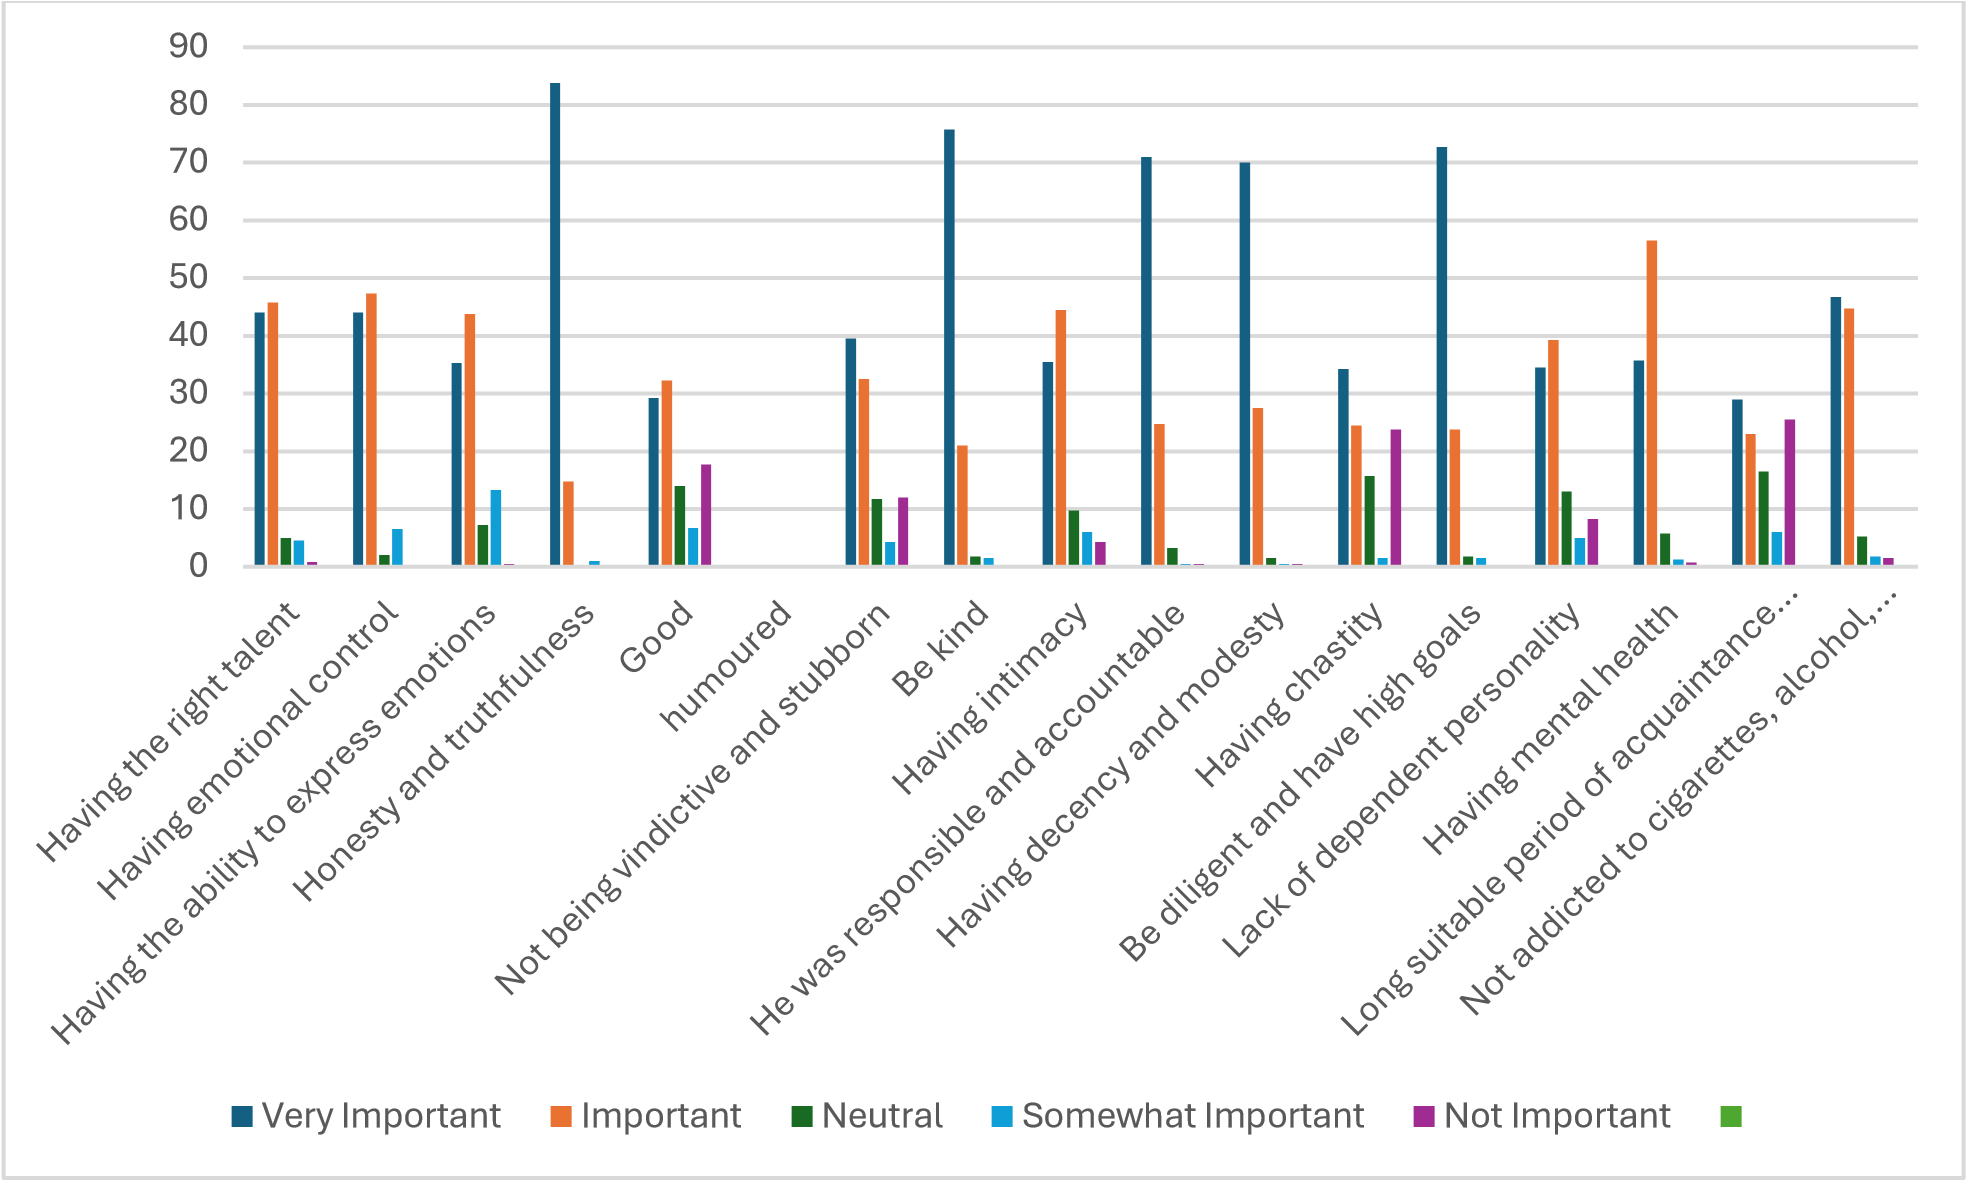 90
80
70
60
50
40
30
20
10
0
Having the right talent
Having emotional control
Having the ability to express emotions
Honesty and truthfulness
Good
humoured
Not being vindictive and stubborn
Be kind
Having intimacy
He was responsible and accountable
Having decency and modesty
Having chastity
Be diligent and have high goals
Lack of dependent personality
Having mental health
Long suitable period of acquaintance...
Not addicted to cigarettes, alcohol,...
Very Important Important Neutral Somewhat Important Not Important